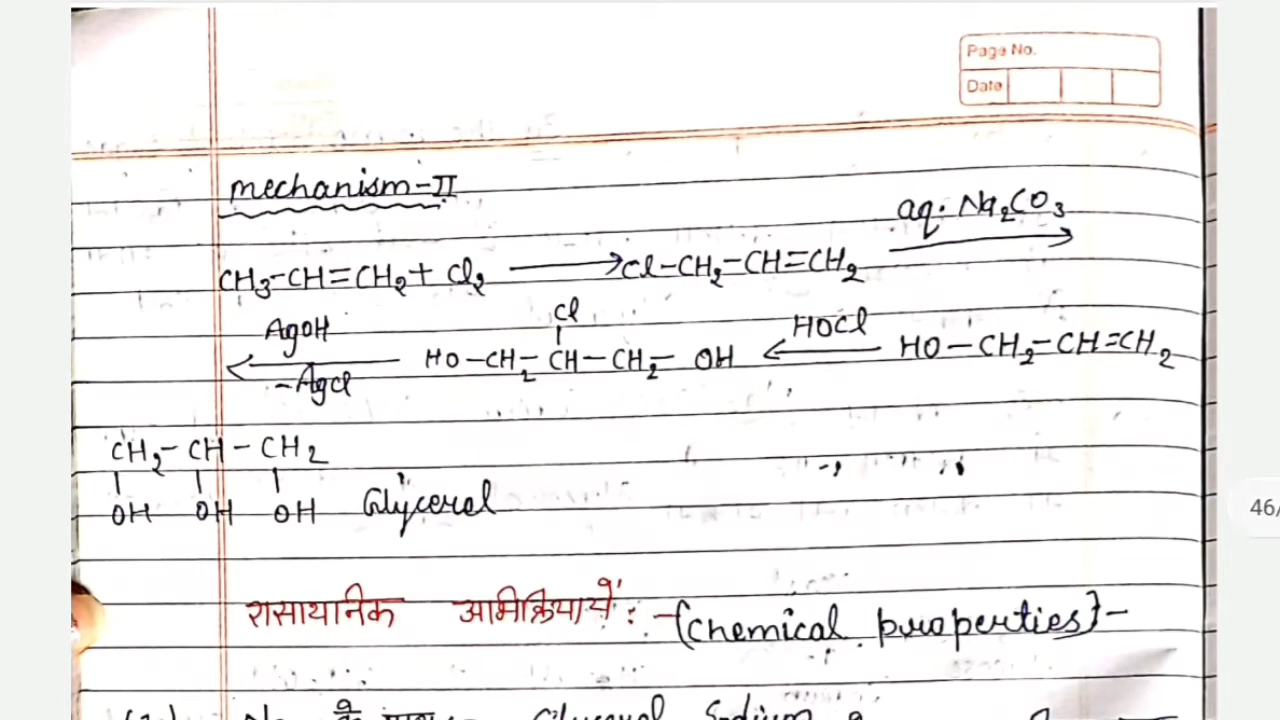 Page No.
Date
mechanism-II
CH₃-CH=CH₂ + Cl₂ ⟶ Cl-CH₂-CH=CH₂ aq. Na₂CO₃ ⟶
AgOH -AgCl ⟵ HO-CH₂-CH-CH₂-OH Cl HOCl ⟵ HO-CH₂-CH=CH₂
CH₂-CH-CH₂
OH OH OH Glycerol
रासायनिक अभिक्रियायें :- (Chemical properties)-
Glycerol Sodium
46/